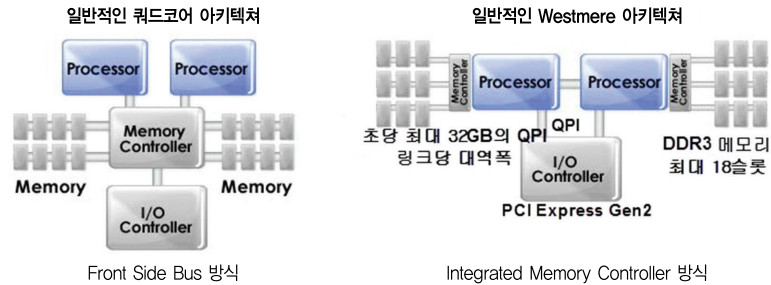 일반적인 쿼드코어 아키텍쳐
Processor
Processor
Memory
Controller
Memory
Memory
I/O
Controller
Front Side Bus 방식
일반적인 Westmere 아키텍쳐
Memory
Controller
Processor
Processor
Memory
Controller
초당 최대 32GB의 QPI
링크당 대역폭
QPI
I/O
Controller
DDR3 메모리
최대 18슬롯
PCI Express Gen2
Integrated Memory Controller 방식